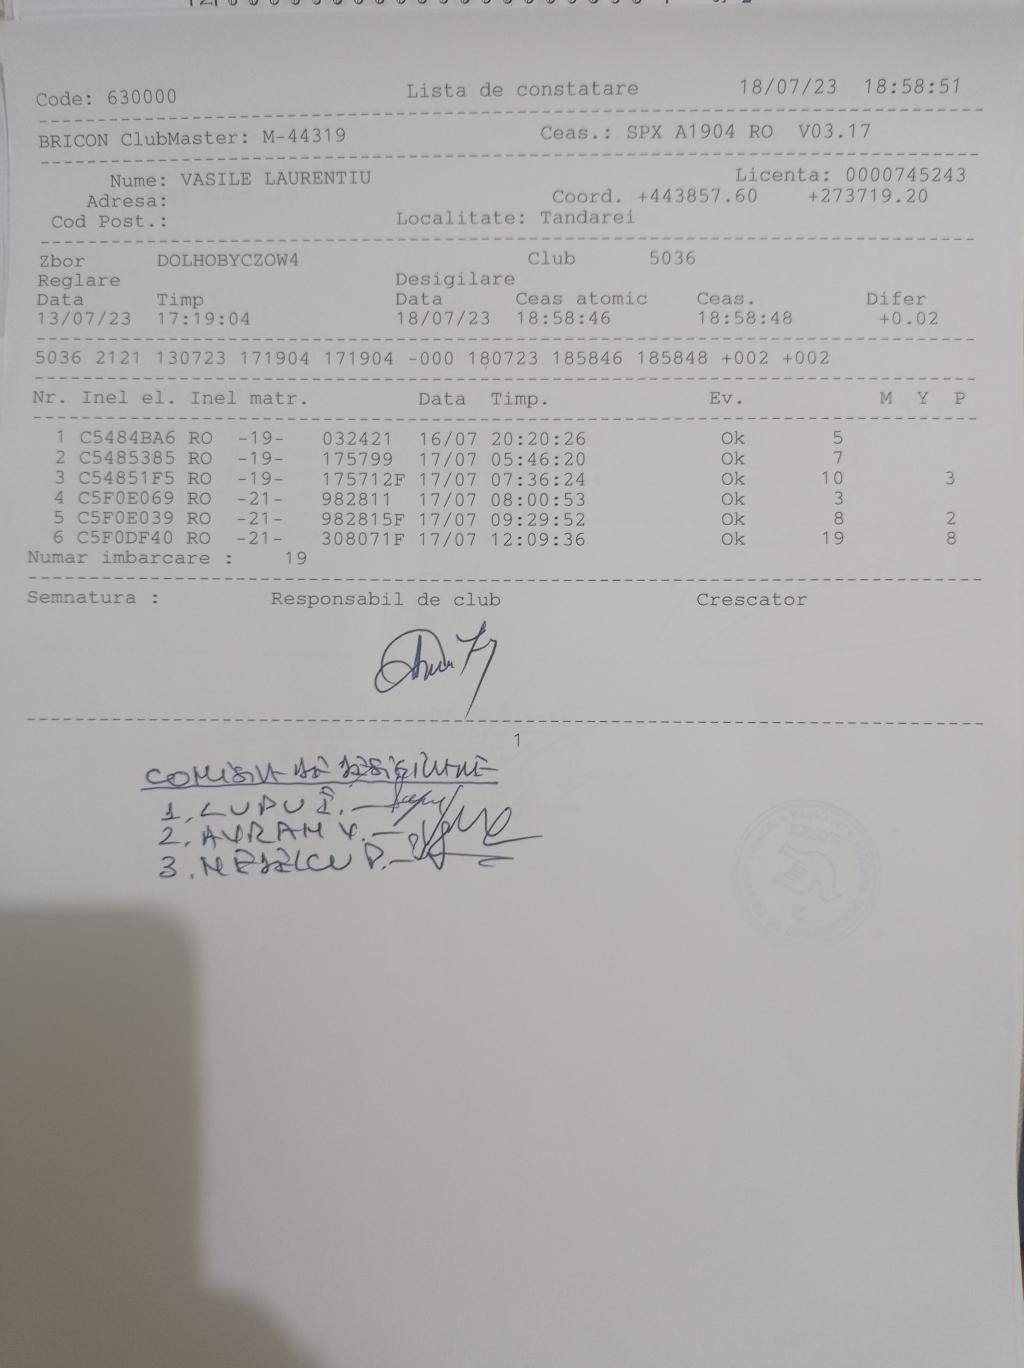 Code: 630000 Lista de constatare 18/07/23 18:58:51
BRICON ClubMaster: M-44319 Ceas.: SPX A1904 RO V03.17
Nume: VASILE LAURENTIU Licenta: 0000745243
Adresa: Coord. +443857.60 +273719.20
Cod Post.: Localitate: Tandarei
Zbor DOLHOBYCZOW4 Club 5036
Reglare Desigilare
Data Timp Data Ceas atomic Ceas. Difer
13/07/23 17:19:04 18/07/23 18:58:46 18:58:48 +0.02
5036 2121 130723 171904 171904 -000 180723 185846 185848 +002 +002
Nr. Inel el. Inel matr. Data Timp. Ev. M Y P
1 C5484BA6 RO -19- 032421 16/07 20:20:26 Ok 5
2 C5485385 RO -19- 175799 17/07 05:46:20 Ok 7
3 C54851F5 RO -19- 175712F 17/07 07:36:24 Ok 10 3
4 C5F0E069 RO -21- 982811 17/07 08:00:53 Ok 3
5 C5F0E039 RO -21- 982815F 17/07 09:29:52 Ok 8 2
6 C5F0DF40 RO -21- 308071F 17/07 12:09:36 Ok 19 8
Numar imbarcare : 19
Semnatura : Responsabil de club Crescator
1
COMISIA DE DESIGILARE
1. LUPU Î.
2. AVRAM V.
3. NEDELCU D.